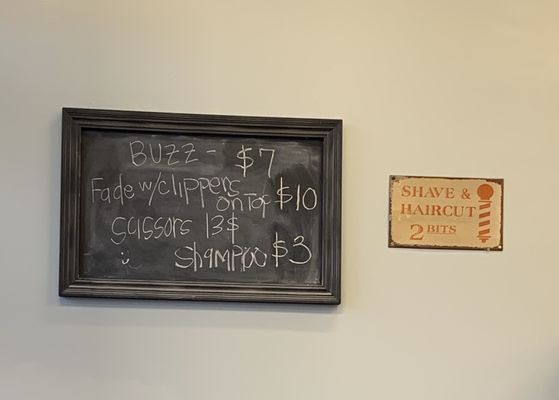 BUZZ - $7
Fade w/clippers
on top $10
scissors 13$
shampoo $3
SHAVE &
HAIRCUT
2 BITS